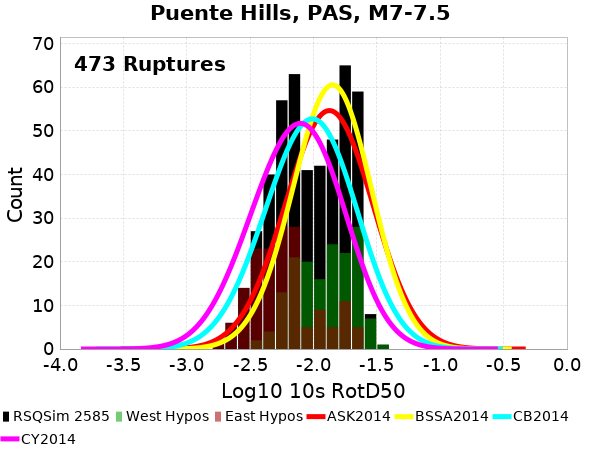 Puente Hills, PAS, M7-7.5
473 Ruptures
Count
70
60
50
40
30
20
10
0
-4.0 -3.5 -3.0 -2.5 -2.0 -1.5 -1.0 -0.5 0.0
Log10 10s RotD50
RSQSim 2585 West Hypos East Hypos ASK2014 BSSA2014 CB2014
CY2014